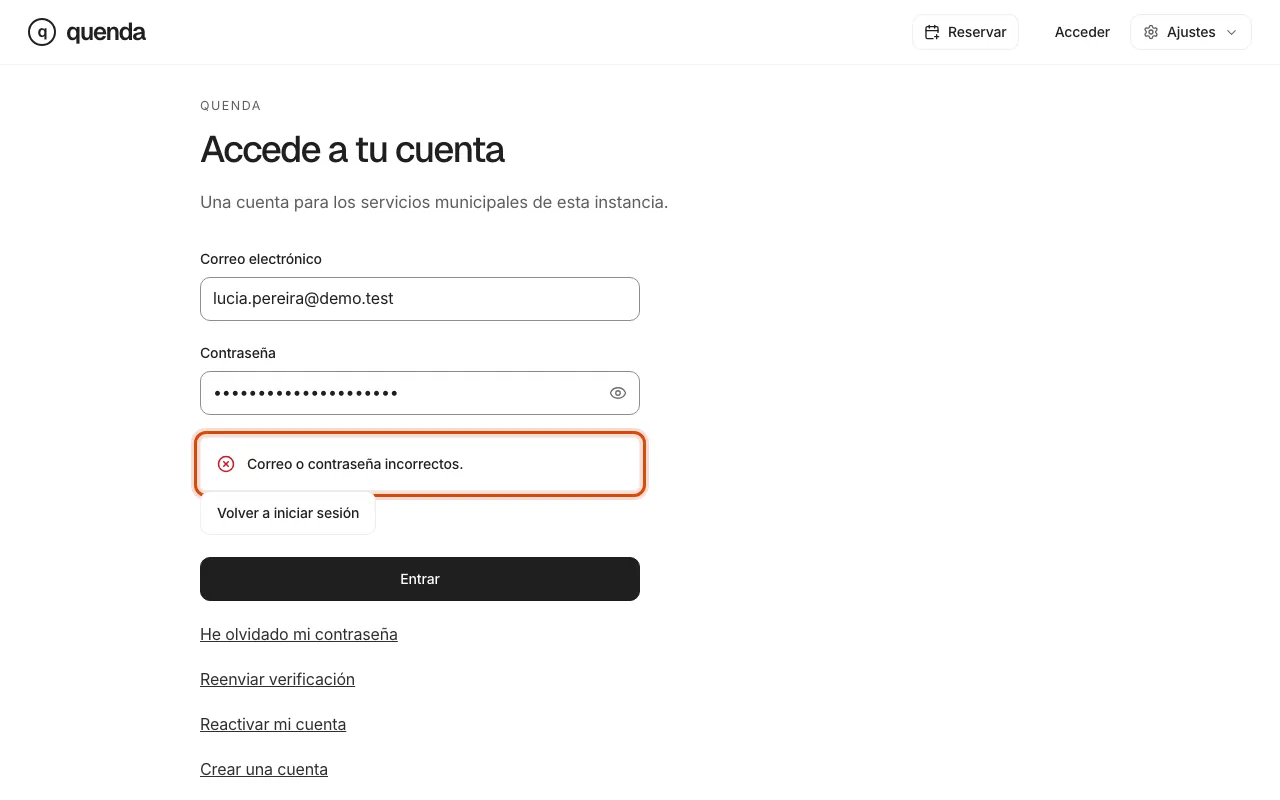 q quenda
Reservar
Acceder
Ajustes
QUENDA
Accede a tu cuenta
Una cuenta para los servicios municipales de esta instancia.
Correo electrónico
lucia.pereira@demo.test
Contraseña
•••••••••••••••••••••
Correo o contraseña incorrectos.
Volver a iniciar sesión
Entrar
He olvidado mi contraseña
Reenviar verificación
Reactivar mi cuenta
Crear una cuenta